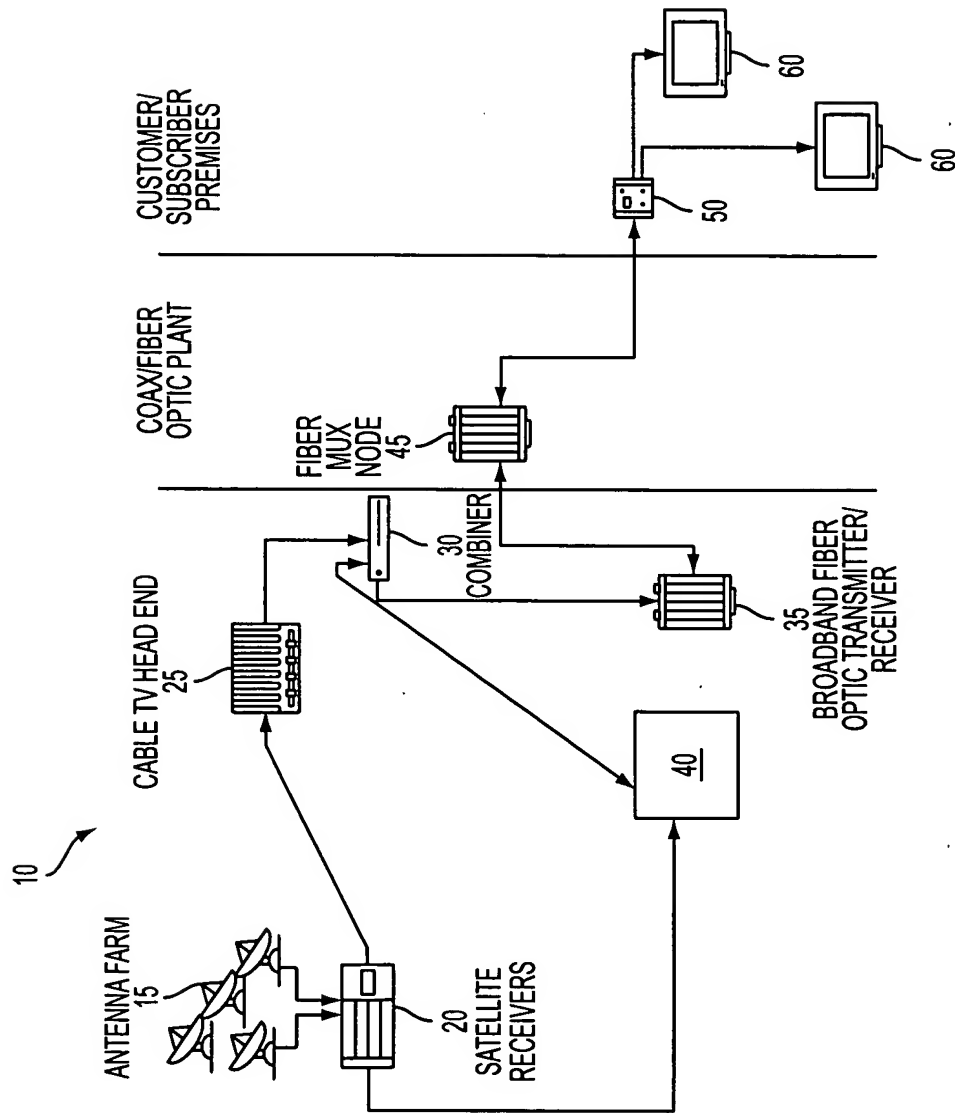 10
ANTENNA FARM
15
20
SATELLITE
RECEIVERS
CABLE TV HEAD END
25
30
COMBINER
40
35
BROADBAND FIBER
OPTIC TRANSMITTER/
RECEIVER
COAX/FIBER
OPTIC PLANT
FIBER
MUX
NODE
45
CUSTOMER/
SUBSCRIBER
PREMISES
50
60
60